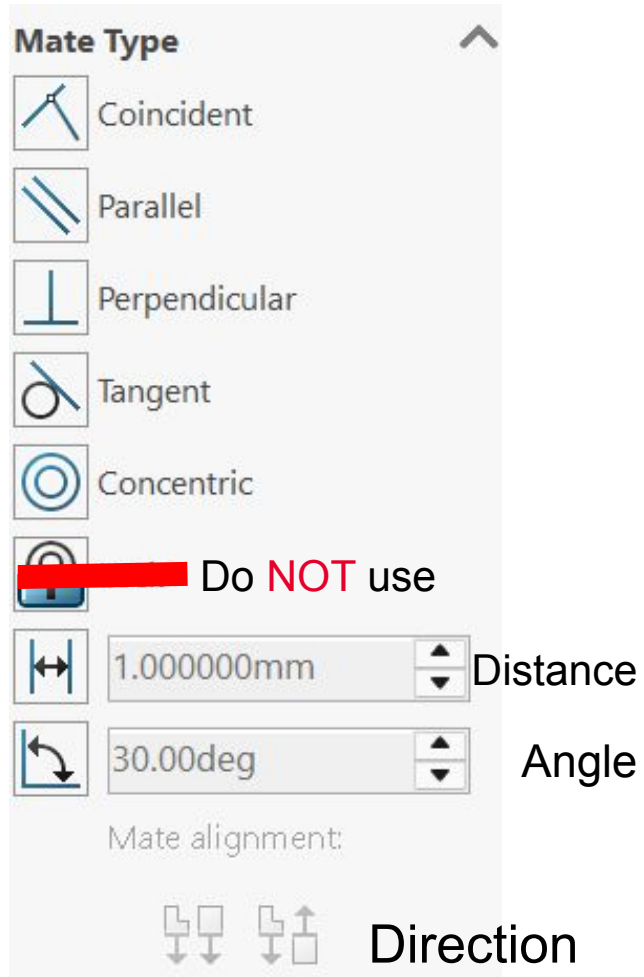 Mate Type
Coincident
Parallel
Perpendicular
Tangent
Concentric
Do NOT use
1.000000mm Distance
30.00deg Angle
Mate alignment:
Direction